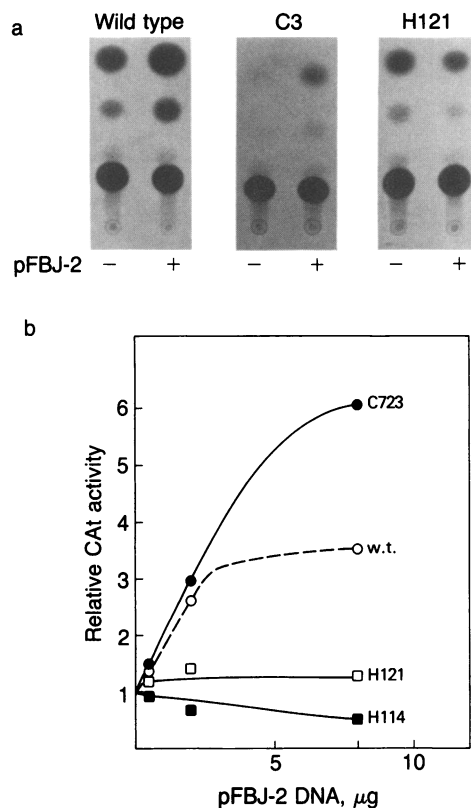 a
Wild type C3 H121
pFBJ-2 − + − + − +
b
Relative CAt activity
6
5
4
3
2
1
C723
w.t.
H121
H114
5 10
pFBJ-2 DNA, μg